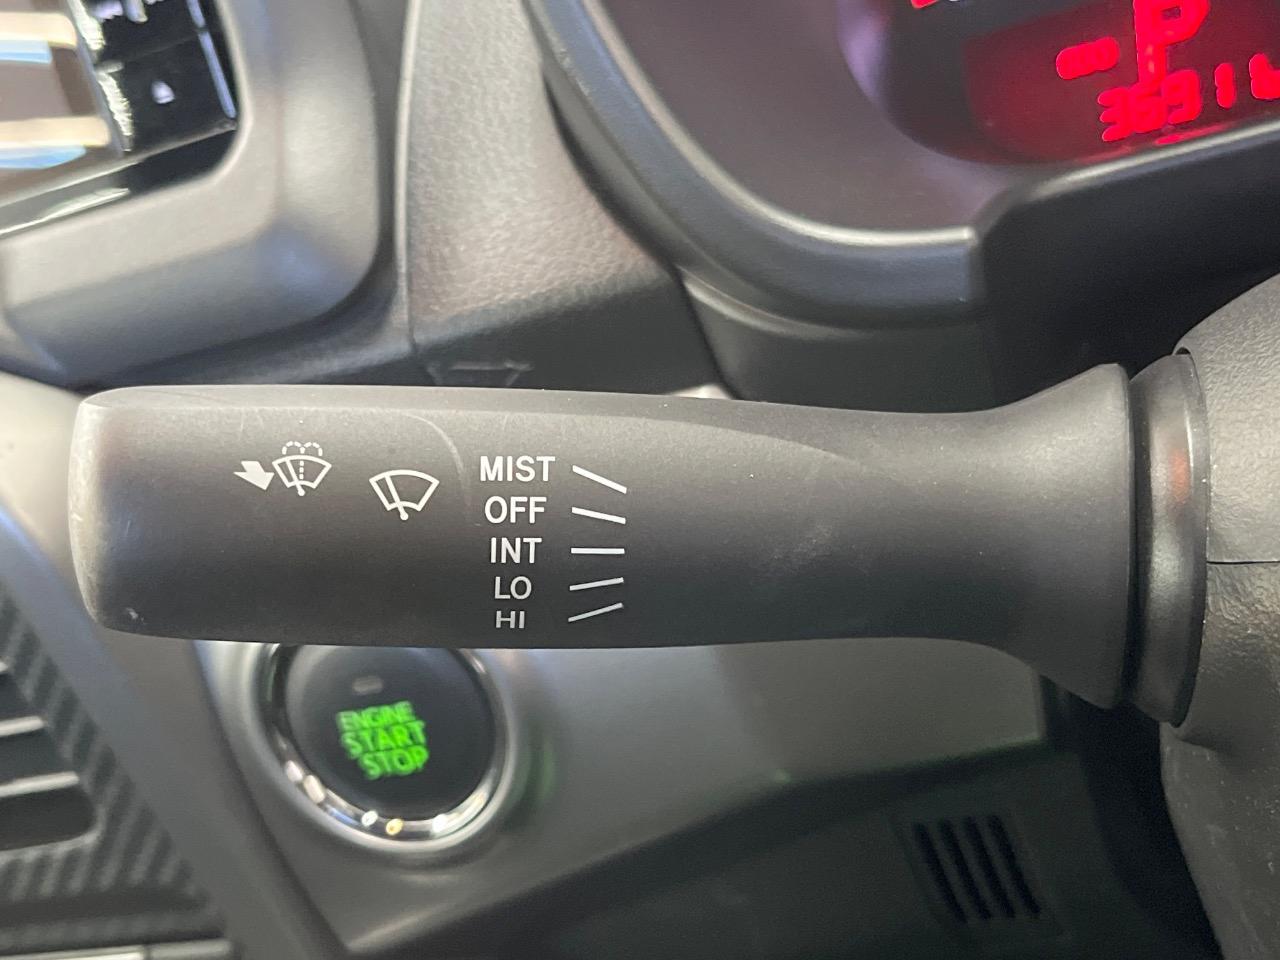 P
MIST
OFF
INT
LO
HI
ENGINE
START
STOP